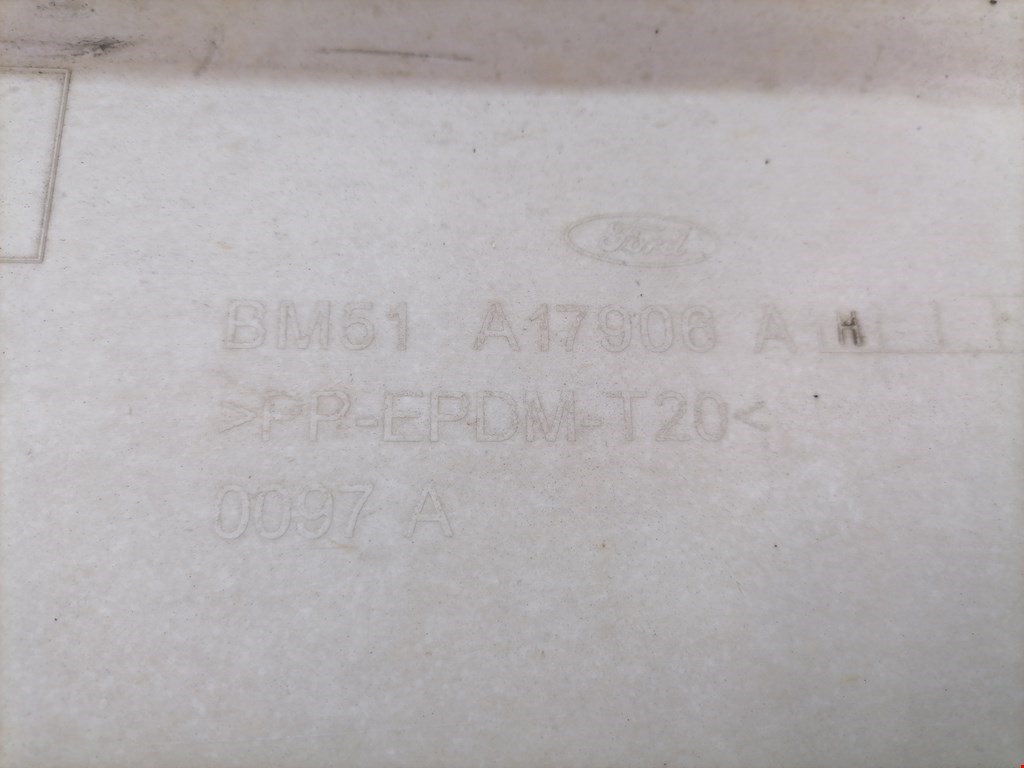 Ford
BM51 A17906 A H
>PP-EPDM-T20<
0097 A